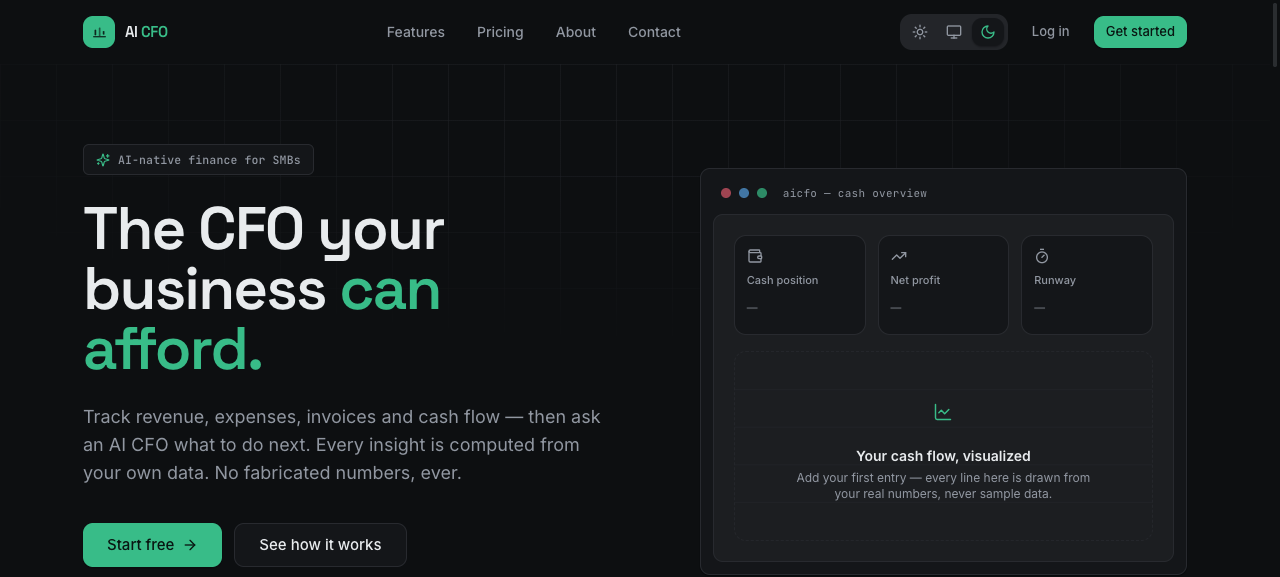 AI CFO
Features
Pricing
About
Contact
Log in
Get started
AI-native finance for SMBs
The CFO your
business can
afford.
Track revenue, expenses, invoices and cash flow — then ask
an AI CFO what to do next. Every insight is computed from
your own data. No fabricated numbers, ever.
Start free →
See how it works
aicfo — cash overview
Cash position
—
Net profit
—
Runway
—
Your cash flow, visualized
Add your first entry — every line here is drawn from
your real numbers, never sample data.